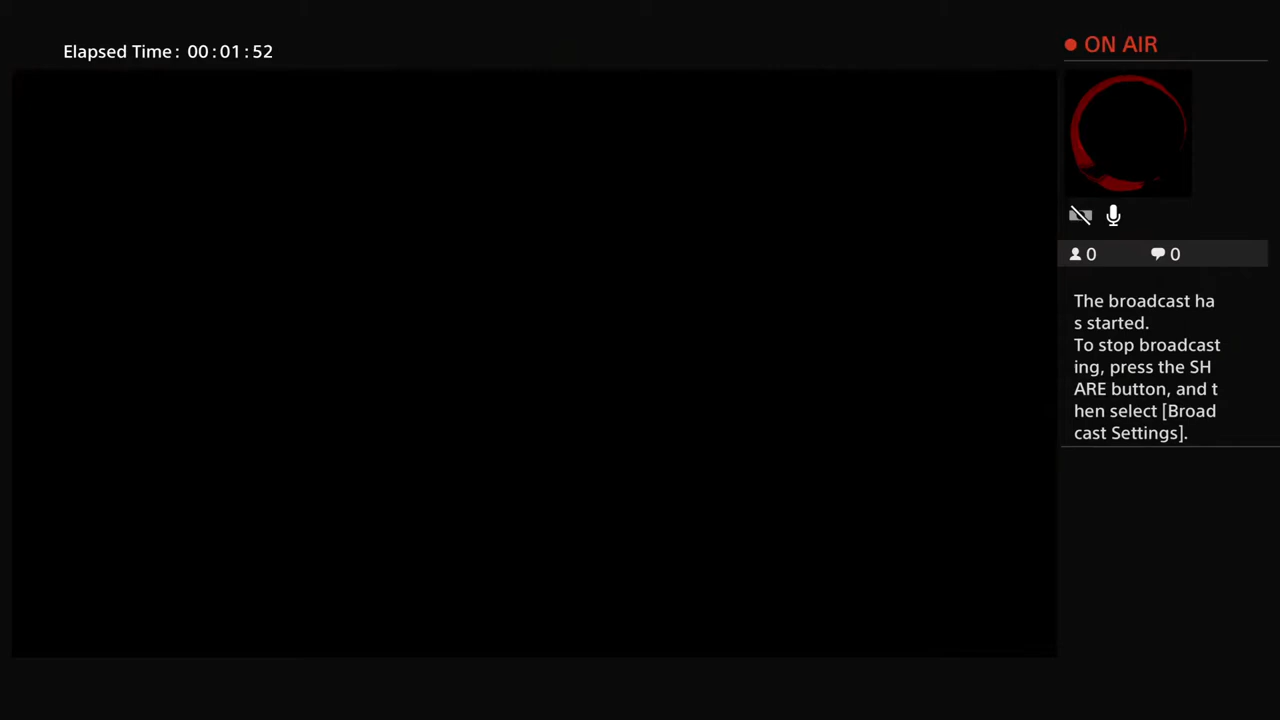 Elapsed Time: 00:01:52
ON AIR
0 0
The broadcast ha
s started.
To stop broadcast
ing, press the SH
ARE button, and t
hen select [Broad
cast Settings].